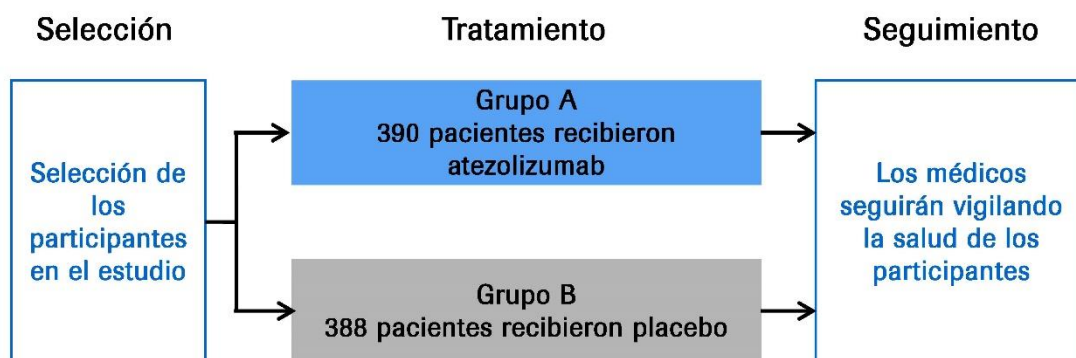 Selección
Tratamiento
Seguimiento
Selección de
los
participantes
en el estudio
Grupo A
390 pacientes recibieron
atezolizumab
Grupo B
388 pacientes recibieron placebo
Los médicos
seguirán vigilando
la salud de los
participantes